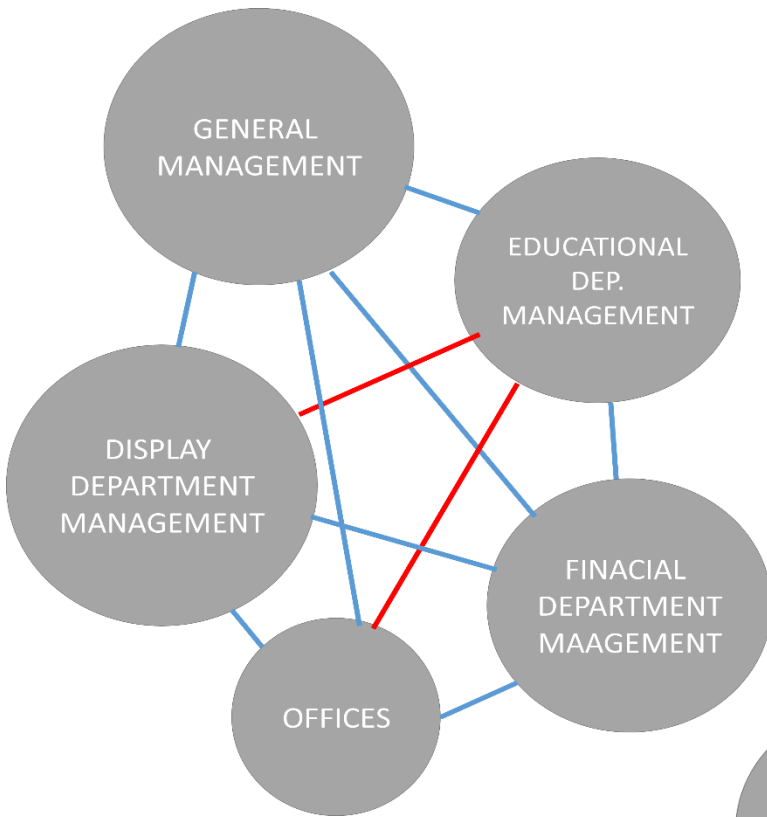 GENERAL
MANAGEMENT
EDUCATIONAL
DEP.
MANAGEMENT
DISPLAY
DEPARTMENT
MANAGEMENT
FINACIAL
DEPARTMENT
MAAGEMENT
OFFICES